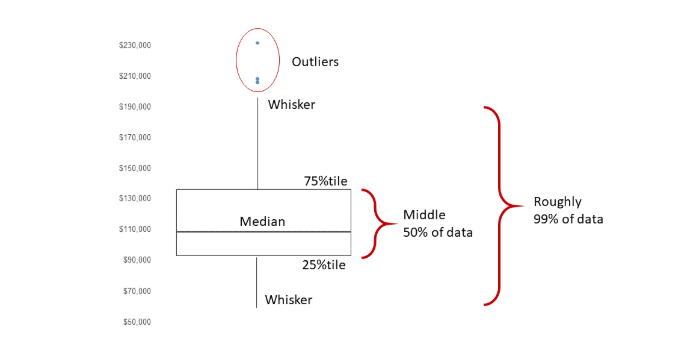 $230,000
$210,000
$190,000
$170,000
$150,000
$130,000
$110,000
$90,000
$70,000
$50,000
Outliers
Whisker
75%tile
Median
25%tile
Whisker
Middle
50% of data
Roughly
99% of data